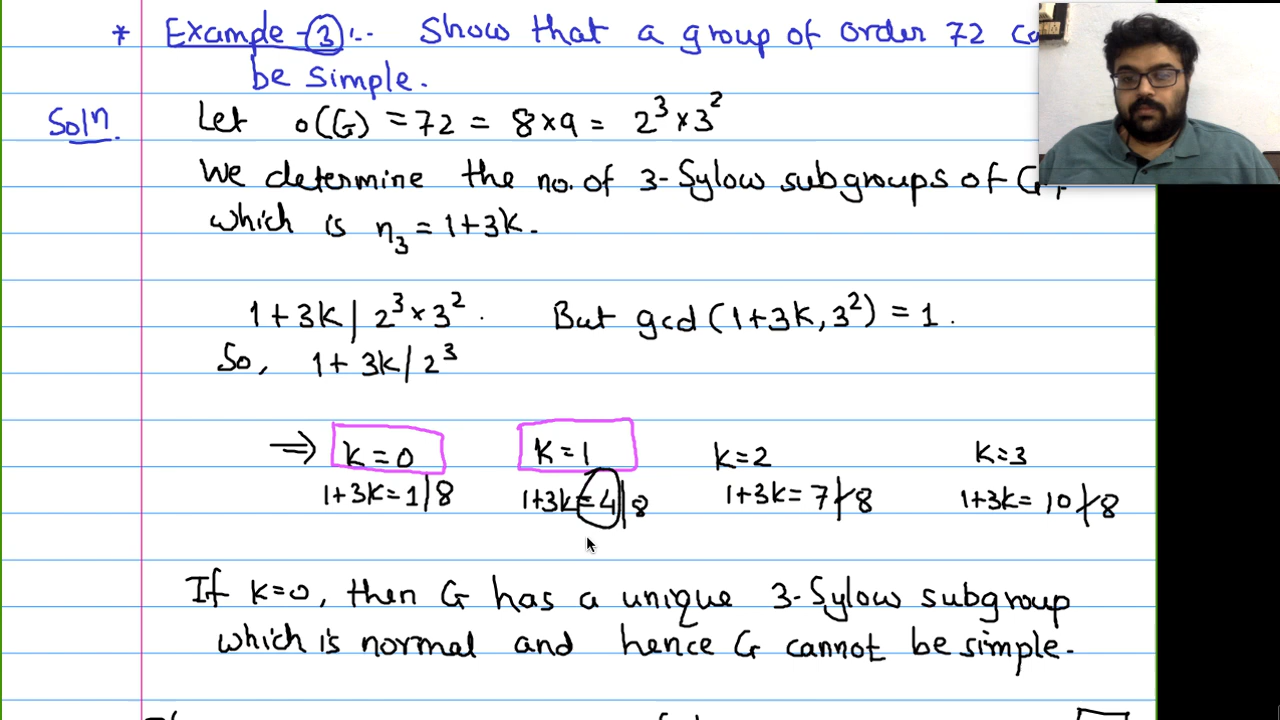 * Example-3:- Show that a group of order 72
be simple.
Soln. Let o(G) = 72 = 8×9 = 2³×3²
We determine the no. of 3-Sylow subgroups of G,
which is n₃ = 1+3k.
1+3k | 2³×3². But gcd(1+3k, 3²) = 1.
So, 1+3k | 2³
⇒ k=0 k=1 k=2 k=3
1+3k=1|8 1+3k=4|8 1+3k=7∤8 1+3k=10∤8
If k=0, then G has a unique 3-Sylow subgroup
which is normal and hence G cannot be simple.